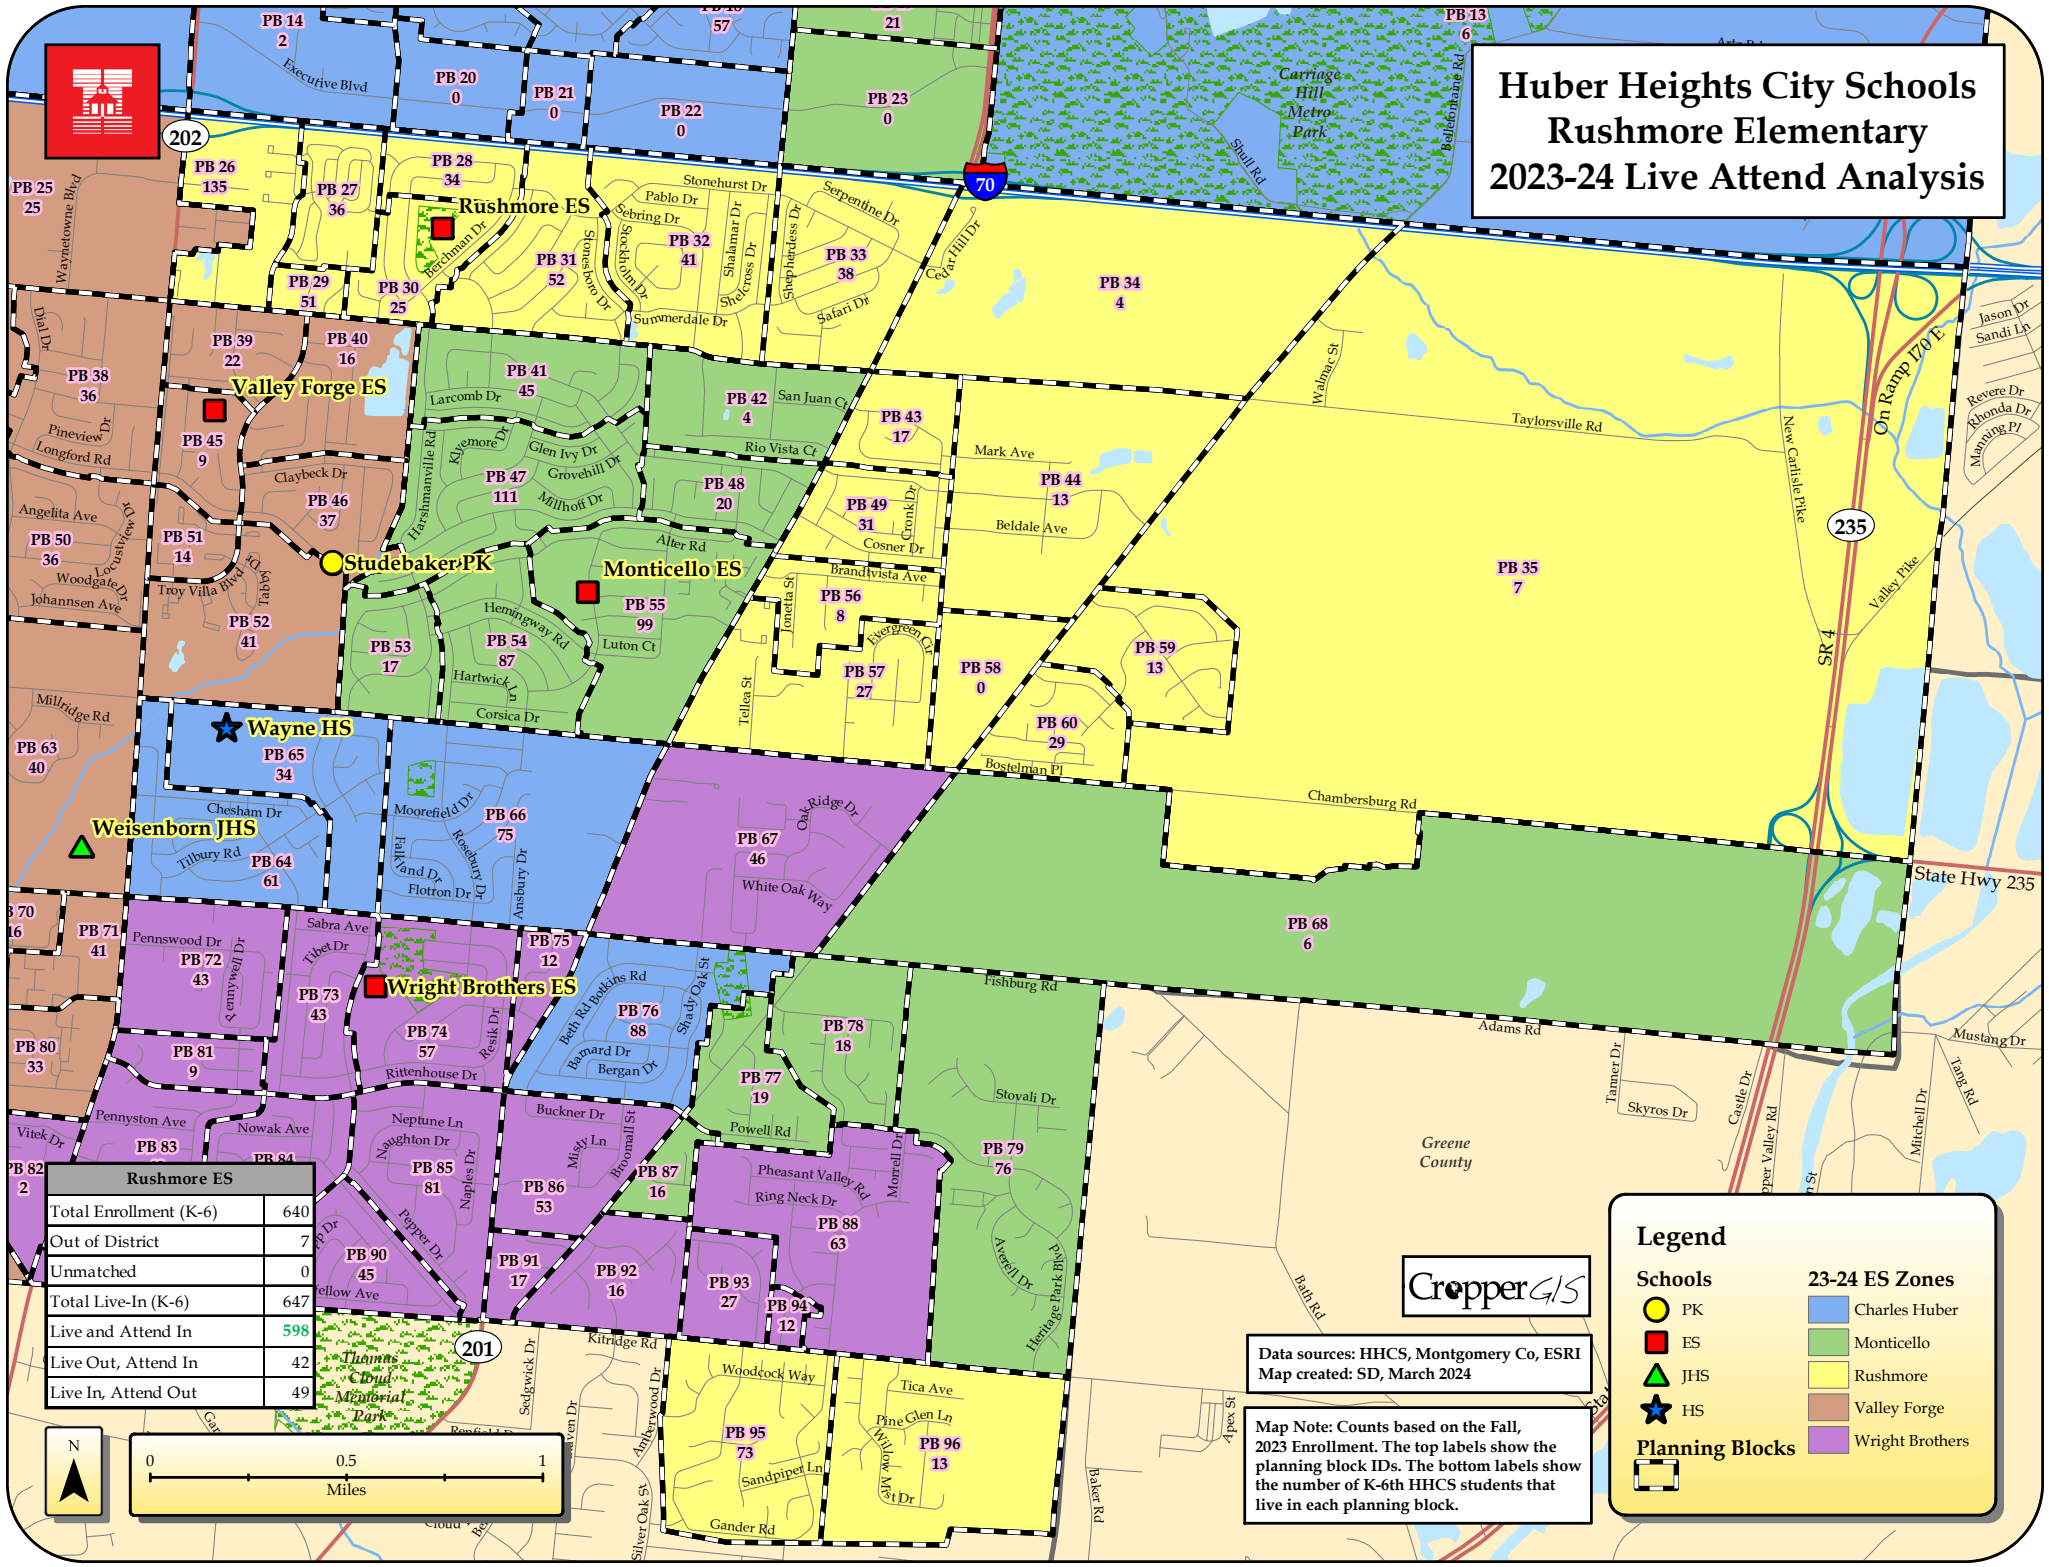 Huber Heights City Schools
Rushmore Elementary
2023-24 Live Attend Analysis
PB 14
2
57
21
PB 13
6
Executive Blvd
PB 20
0
PB 21
0
PB 22
0
PB 23
0
Carriage
Hill
Metro
Park
Shull Rd
Bellefontaine Rd
202
70
PB 25
25
Waynetowne Blvd
PB 26
135
PB 27
36
PB 28
34
Rushmore ES
Berchman Dr
PB 29
51
PB 30
25
PB 31
52
Stonesboro Dr
Stonehurst Dr
Pablo Dr
Sebring Dr
Stockholm Dr
PB 32
41
Shalamar Dr
Shelcross Dr
Summerdale Dr
Shepherdess Dr
Serpentine Dr
PB 33
38
Safari Dr
Cedar Hill Dr
PB 34
4
Jason Dr
Sandi Ln
On Ramp I70 E
Revere Dr
Rhonda Dr
Manning Pl
Dial Dr
PB 38
36
Pineview Dr
Longford Rd
PB 39
22
PB 40
16
Valley Forge ES
PB 45
9
Claybeck Dr
PB 46
37
PB 41
45
Larcomb Dr
Harshmanville Rd
Klyemore Dr
Glen Ivy Dr
Grovehill Dr
PB 47
111
Millhoff Dr
PB 42
4
San Juan Ct
Rio Vista Ct
PB 48
20
PB 43
17
Mark Ave
PB 44
13
Beldale Ave
PB 49
31
Cronk Dr
Cosner Dr
Walmac St
Taylorsville Rd
New Carlisle Pike
235
Valley Pike
SR 4
PB 35
7
Angelita Ave
PB 50
36
Locustview Dr
Woodgate Dr
Johannsen Ave
PB 51
14
Troy Villa Blvd
Taby Dr
PB 52
41
Studebaker PK
Monticello ES
Alter Rd
PB 55
99
Luton Ct
Hemingway Rd
PB 54
87
Hartwick Ln
Corsica Dr
PB 53
17
Brandtvista Ave
Jonetta St
PB 56
8
Evergreen Cir
PB 57
27
Tellea St
PB 58
0
PB 59
13
PB 60
29
Bostelman Pl
Chambersburg Rd
State Hwy 235
Millridge Rd
PB 63
40
Wayne HS
PB 65
34
Chesham Dr
Weisenborn JHS
Tilbury Rd
PB 64
61
Moorefield Dr
PB 66
75
Falkland Dr
Rosebury Dr
Flotron Dr
Ansbury Dr
PB 67
46
Oak Ridge Dr
White Oak Way
PB 68
6
PB 71
41
16
Pennswood Dr
PB 72
43
Pennywell Dr
Sabra Ave
Tibet Dr
PB 73
43
Wright Brothers ES
PB 74
57
Resik Dr
Rittenhouse Dr
PB 75
12
Beth Rd
Botkins Rd
PB 76
88
Shady Oak St
Barnard Dr
Bergan Dr
PB 77
19
Powell Rd
PB 78
18
Fishburg Rd
Adams Rd
Stovali Dr
PB 79
76
PB 80
33
PB 81
9
Pennyston Ave
Nowak Ave
PB 83
PB 84
Vitek Dr
PB 82
2
Neptune Ln
Naughton Dr
PB 85
81
Naples Dr
Pepper Dr
Buckner Dr
Misty Ln
Broomall St
PB 86
53
PB 87
16
Pheasant Valley Rd
Ring Neck Dr
Morrell Dr
PB 88
63
Averell Dr
Heritage Park Blvd
PB 90
45
PB 91
17
PB 92
16
PB 93
27
PB 94
12
Kitridge Rd
201
Thomas
Cloud
Memorial
Park
Sedgwick Dr
Amberwood Dr
Silver Oak St
Woodcock Way
PB 95
73
Sandpiper Ln
Gander Rd
Tica Ave
Pine Glen Ln
Willow Mist Dr
PB 96
13
Baker Rd
Apex St
Bath Rd
Greene
County
Tanner Dr
Skyros Dr
Castle Dr
Mitchell Dr
Mustang Dr
Tang Rd
Rushmore ES
Total Enrollment (K-6) 640
Out of District 7
Unmatched 0
Total Live-In (K-6) 647
Live and Attend In 598
Live Out, Attend In 42
Live In, Attend Out 49
N
0 0.5 1
Miles
CropperGIS
Data sources: HHCS, Montgomery Co, ESRI
Map created: SD, March 2024
Map Note: Counts based on the Fall,
2023 Enrollment. The top labels show the
planning block IDs. The bottom labels show
the number of K-6th HHCS students that
live in each planning block.
Legend
Schools
PK
ES
JHS
HS
Planning Blocks
23-24 ES Zones
Charles Huber
Monticello
Rushmore
Valley Forge
Wright Brothers